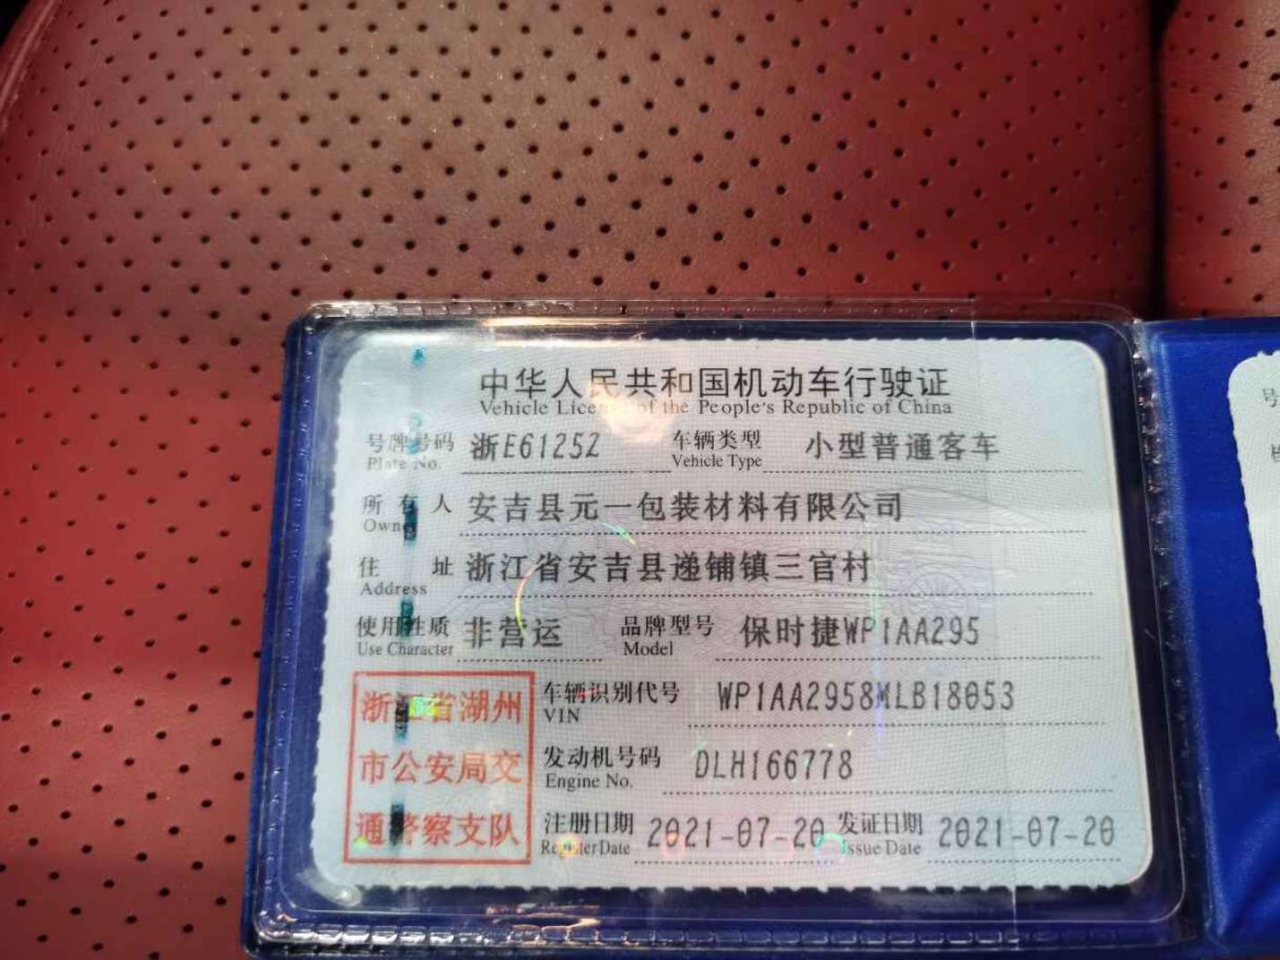 中华人民共和国机动车行驶证
Vehicle License of the People's Republic of China
号牌号码 浙E6125Z 车辆类型 小型普通客车
Plate No. Vehicle Type
所有人 安吉县元一包装材料有限公司
Owner
住址 浙江省安吉县递铺镇三官村
Address
使用性质 非营运 品牌型号 保时捷WP1AA295
Use Character Model
浙江省湖州
市公安局交
通警察支队
车辆识别代号 WP1AA2958MLB18053
VIN
发动机号码 DLH166778
Engine No.
注册日期 2021-07-20 发证日期 2021-07-20
Register Date Issue Date
号